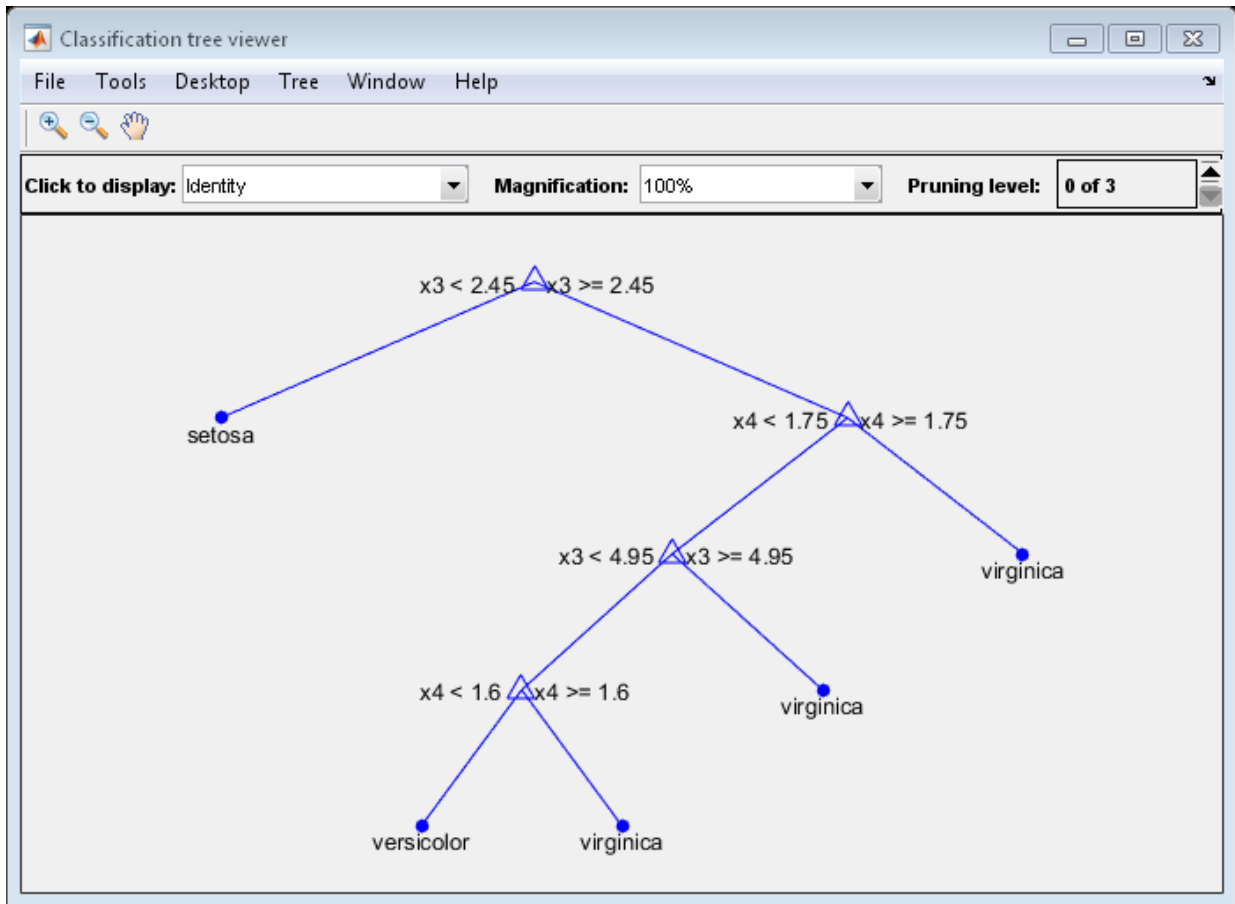 Classification tree viewer
File Tools Desktop Tree Window Help
Click to display: Identity Magnification: 100% Pruning level: 0 of 3
x3 < 2.45 x3 >= 2.45
setosa
x4 < 1.75 x4 >= 1.75
x3 < 4.95 x3 >= 4.95
virginica
x4 < 1.6 x4 >= 1.6
virginica
versicolor virginica